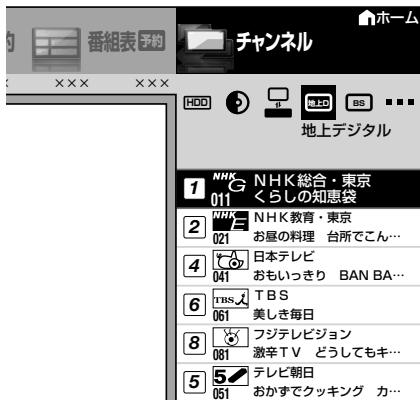 ホーム
約
番組表 予約
チャンネル
××× ×××
HDD 地上D BS
地上デジタル
1 NHK G 011 NHK総合・東京
くらしの知恵袋
2 NHK E 021 NHK教育・東京
お昼の料理 台所でこん…
4 041 日本テレビ
おもいっきり BAN BA…
6 TBS 061 TBS
美しき毎日
8 081 フジテレビジョン
激辛TV どうしてもキ…
5 5 051 テレビ朝日
おかずでクッキング カ…